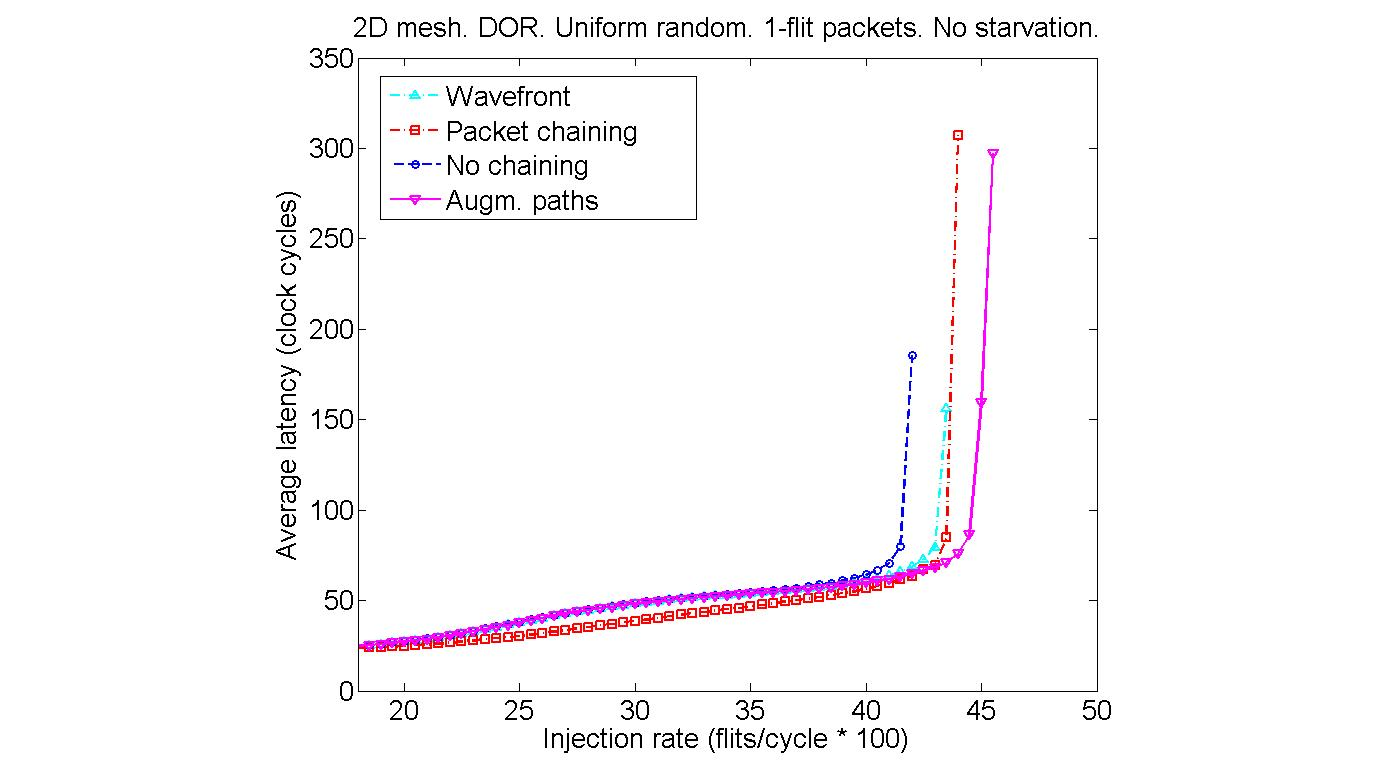 2D mesh. DOR. Uniform random. 1-flit packets. No starvation.
350
300
250
200
150
100
50
0
Average latency (clock cycles)
Wavefront
Packet chaining
No chaining
Augm. paths
20 25 30 35 40 45 50
Injection rate (flits/cycle * 100)